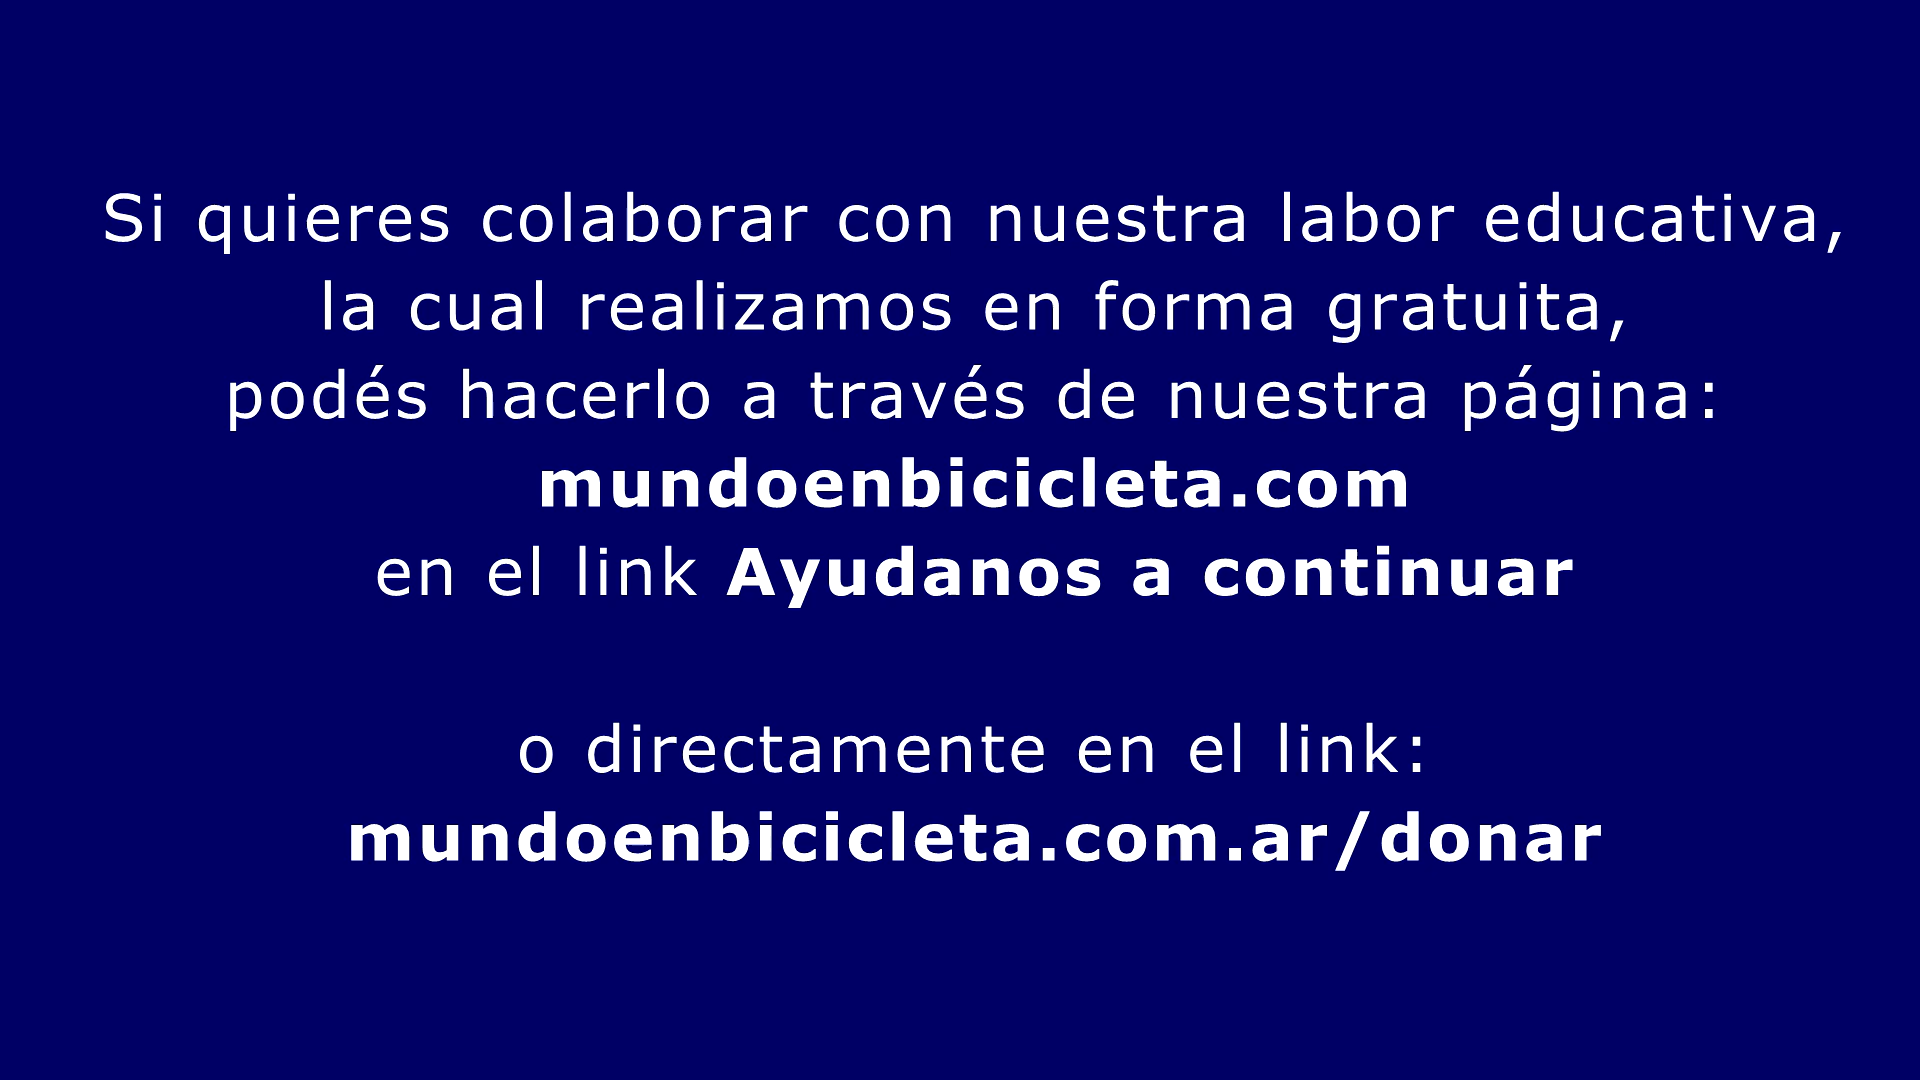 Si quieres colaborar con nuestra labor educativa,
la cual realizamos en forma gratuita,
podés hacerlo a través de nuestra página:
mundoenbicicleta.com
en el link Ayudanos a continuar
o directamente en el link:
mundoenbicicleta.com.ar/donar